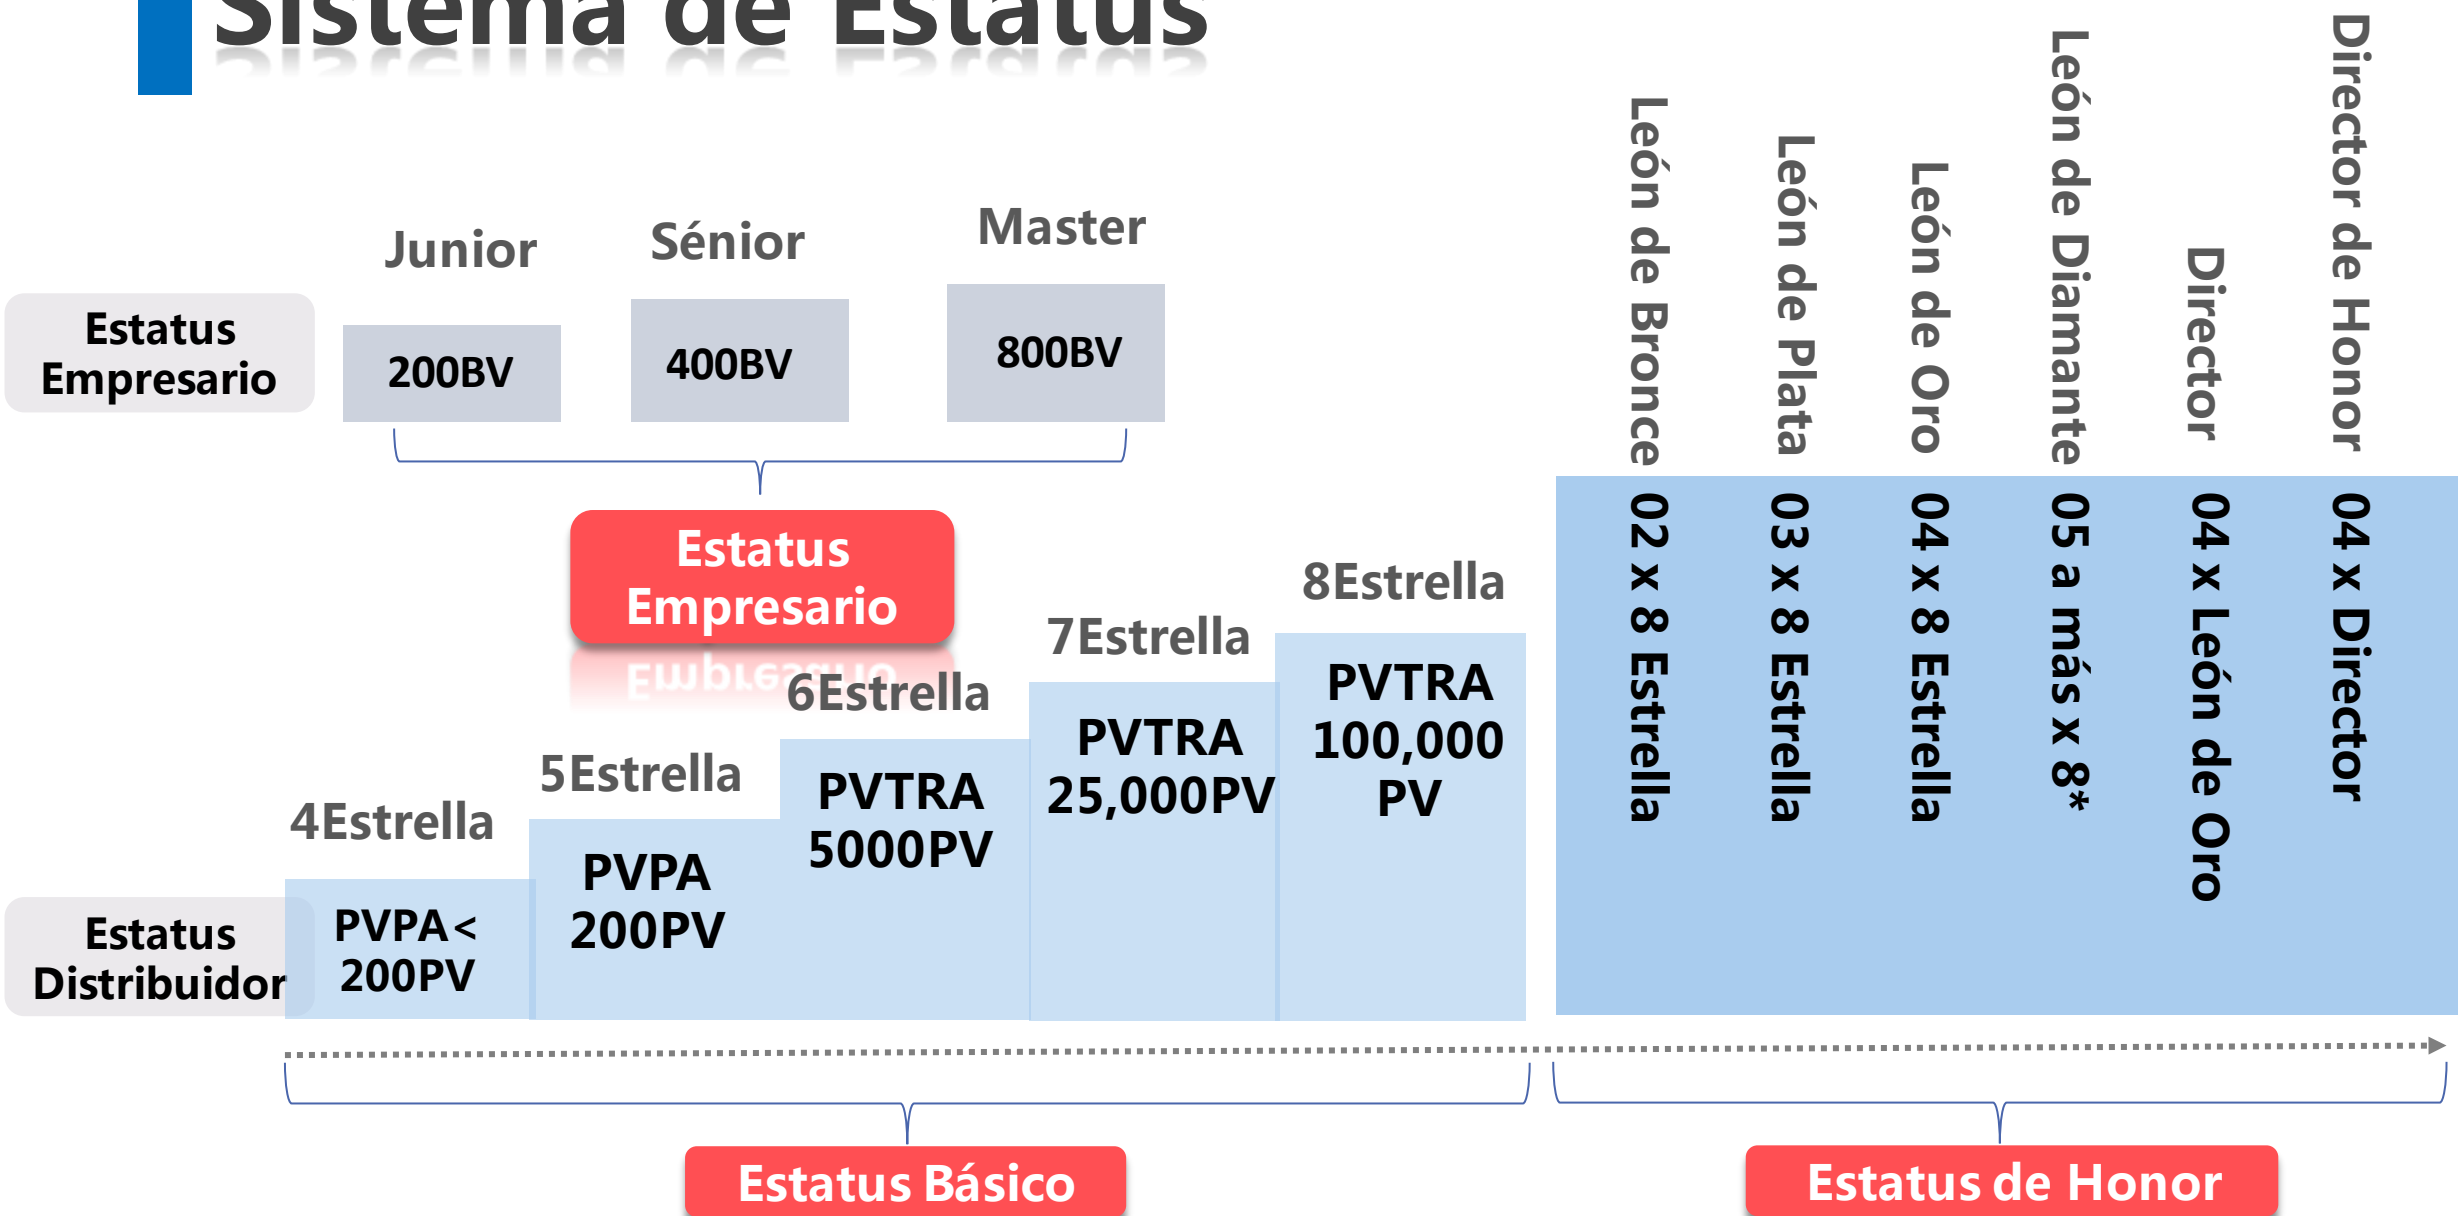 Sistema de Estatus
Junior
Sénior
Master
Estatus
Empresario
200BV
400BV
800BV
Estatus
Empresario
4Estrella
5Estrella
6Estrella
7Estrella
8Estrella
Estatus
Distribuidor
PVPA<
200PV
PVPA
200PV
PVTRA
5000PV
PVTRA
25,000PV
PVTRA
100,000
PV
León de Bronce
León de Plata
León de Oro
León de Diamante
Director
Director de Honor
02 x 8 Estrella
03 x 8 Estrella
04 x 8 Estrella
05 a más x 8*
04 x León de Oro
04 x Director
Estatus Básico
Estatus de Honor